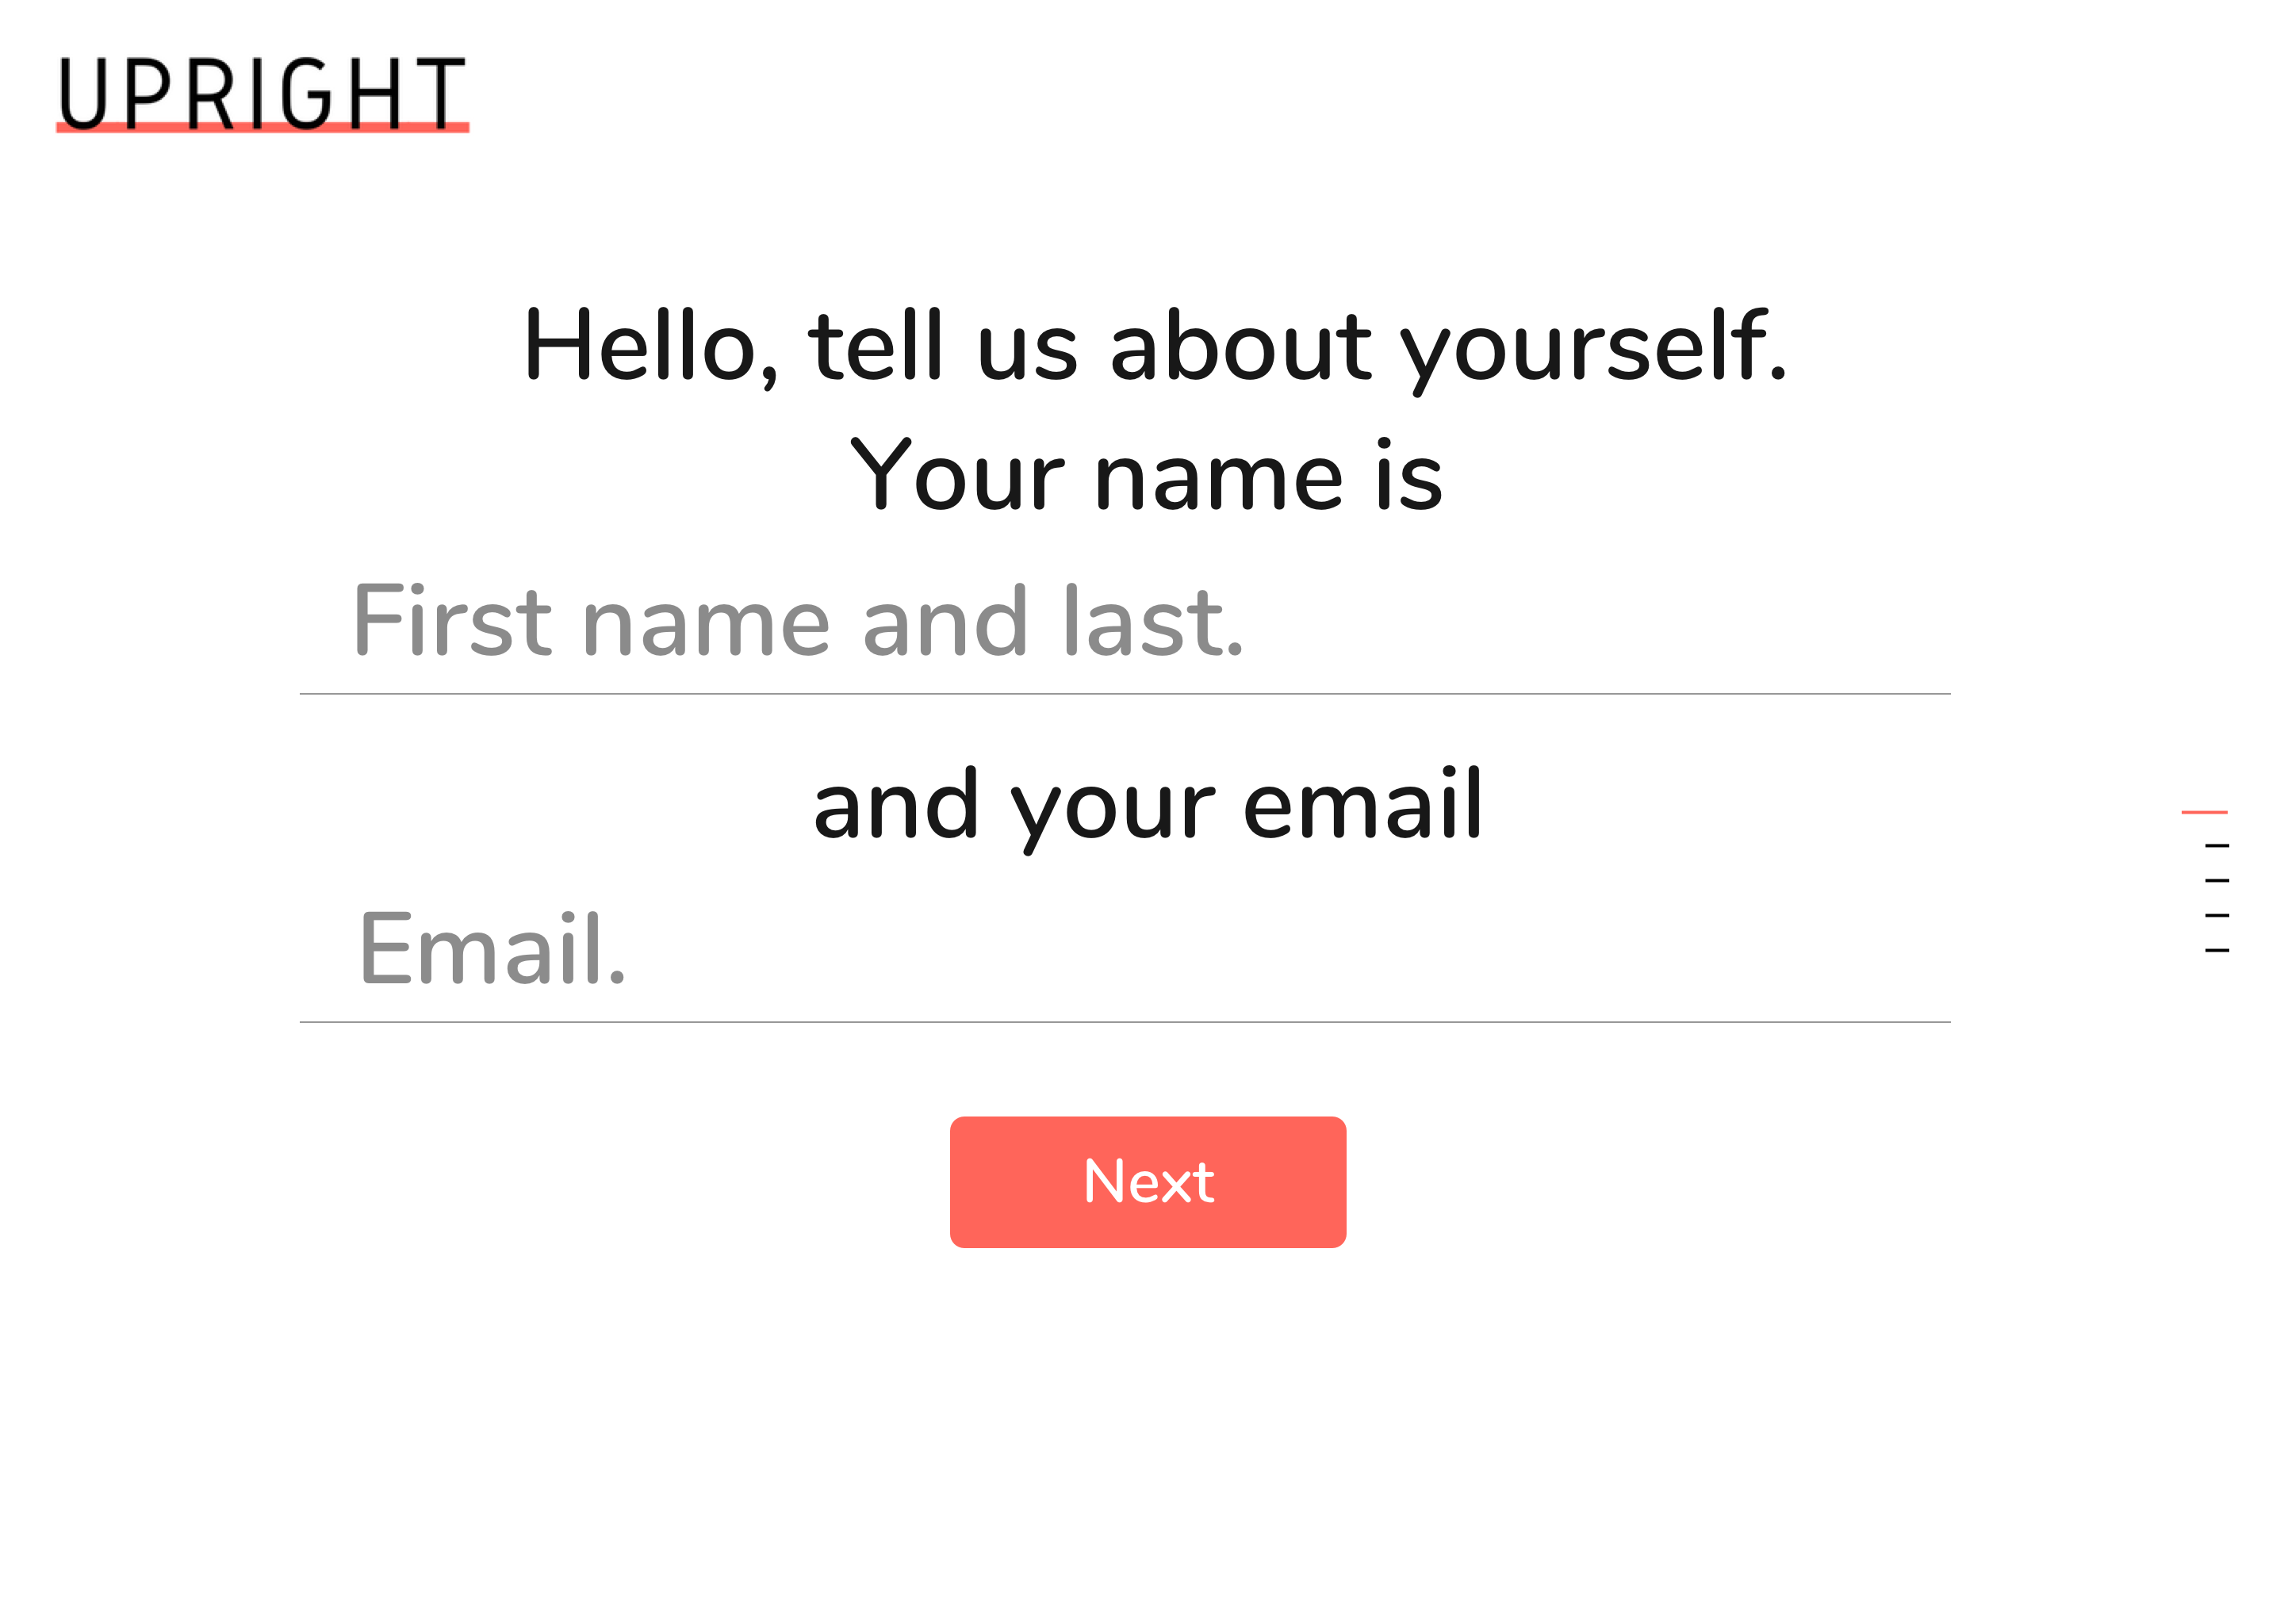 UPRIGHT
Hello, tell us about yourself.
Your name is
First name and last.
and your email
Email.
Next